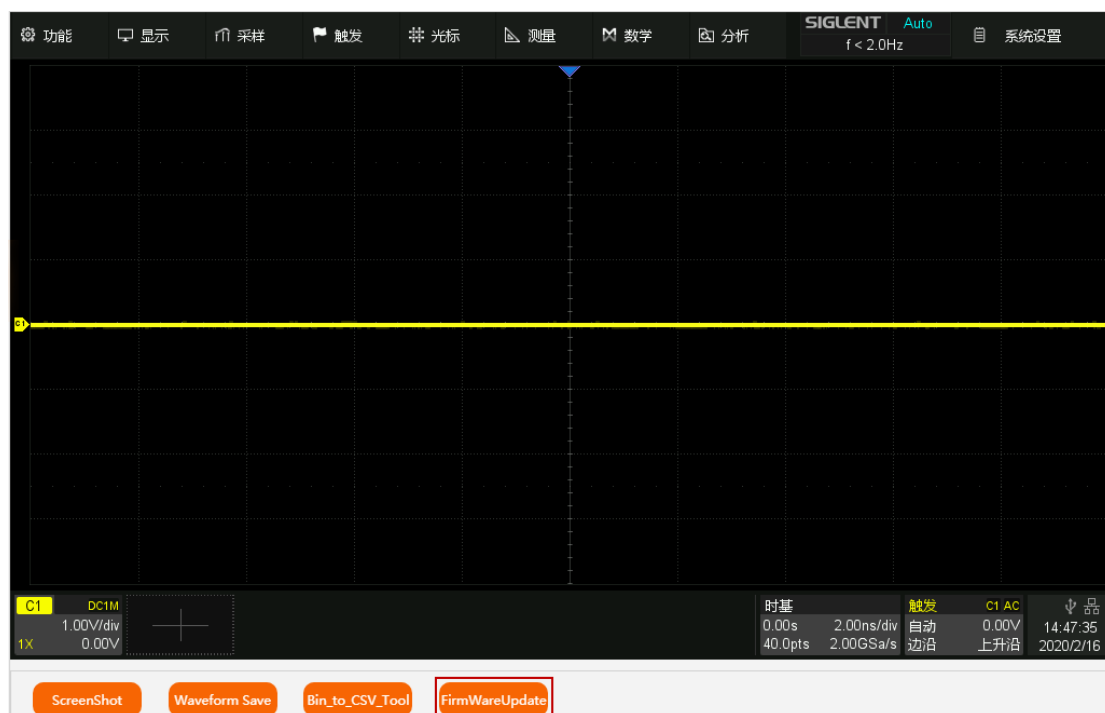 功能 显示 采样 触发 光标 测量 数学 分析 SIGLENT Auto 系统设置
f < 2.0Hz
C1
C1 DC1M 时基 触发 C1 AC
1.00V/div 0.00s 2.00ns/div 自动 0.00V 14:47:35
1X 0.00V 40.0pts 2.00GSa/s 边沿 上升沿 2020/2/16
ScreenShot Waveform Save Bin_to_CSV_Tool FirmWareUpdate